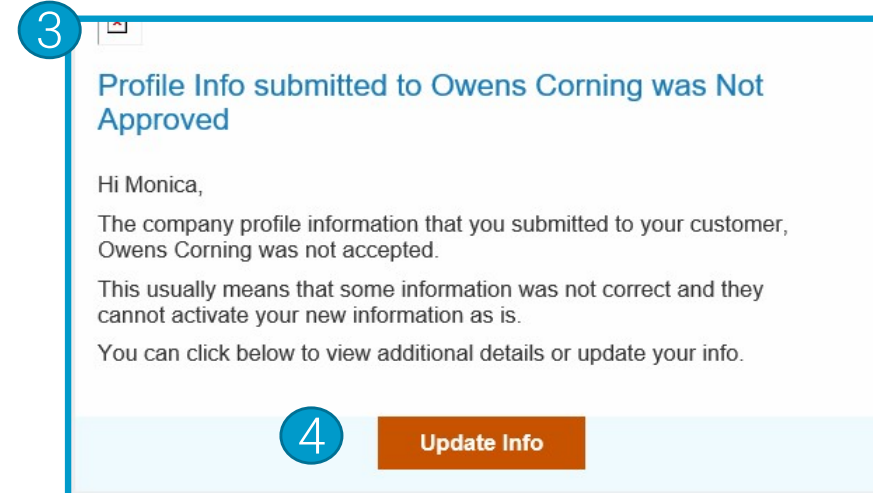 3
Profile Info submitted to Owens Corning was Not
Approved
Hi Monica,
The company profile information that you submitted to your customer,
Owens Corning was not accepted.
This usually means that some information was not correct and they
cannot activate your new information as is.
You can click below to view additional details or update your info.
4
Update Info